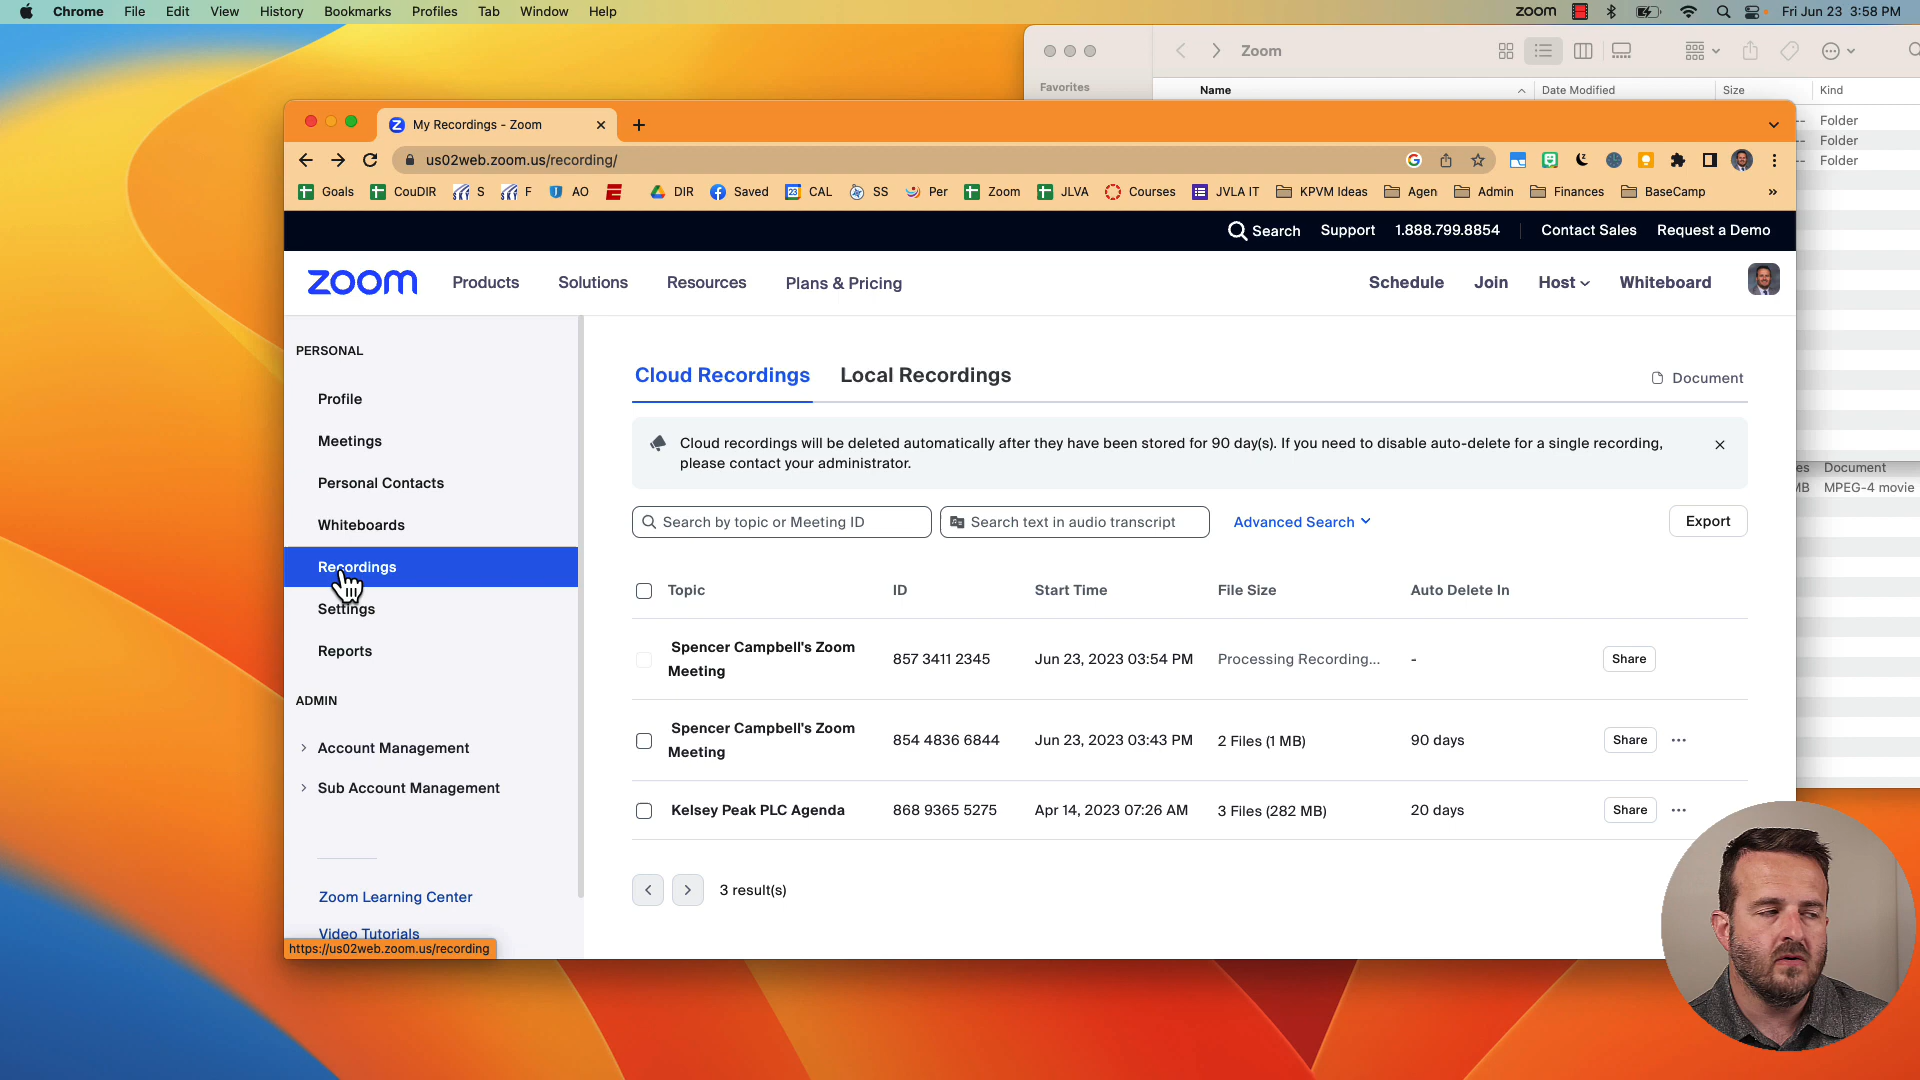 Chrome File Edit View History Bookmarks Profiles Tab Window Help
zoom Fri Jun 23 3:58 PM
Zoom
Favorites
Name Date Modified Size Kind
-- Folder
Folder
-- Folder
My Recordings - Zoom
us02web.zoom.us/recording/
Goals CouDIR S F AO DIR Saved CAL SS Per Zoom JLVA Courses JVLA IT KPVM Ideas Agen Admin Finances BaseCamp »
Search Support 1.888.799.8854 Contact Sales Request a Demo
zoom Products Solutions Resources Plans & Pricing Schedule Join Host Whiteboard
PERSONAL
Profile
Meetings
Personal Contacts
Whiteboards
Recordings
Settings
Reports
ADMIN
Account Management
Sub Account Management
Zoom Learning Center
Video Tutorials
https://us02web.zoom.us/recording
Cloud Recordings Local Recordings Document
Cloud recordings will be deleted automatically after they have been stored for 90 day(s). If you need to disable auto-delete for a single recording,
please contact your administrator.
Search by topic or Meeting ID Search text in audio transcript Advanced Search Export
Topic ID Start Time File Size Auto Delete In
Spencer Campbell's Zoom
Meeting
857 3411 2345 Jun 23, 2023 03:54 PM Processing Recording... - Share
Spencer Campbell's Zoom
Meeting
854 4836 6844 Jun 23, 2023 03:43 PM 2 Files (1 MB) 90 days Share ...
Kelsey Peak PLC Agenda 868 9365 5275 Apr 14, 2023 07:26 AM 3 Files (282 MB) 20 days Share ...
3 result(s)
es Document
MB MPEG-4 movie